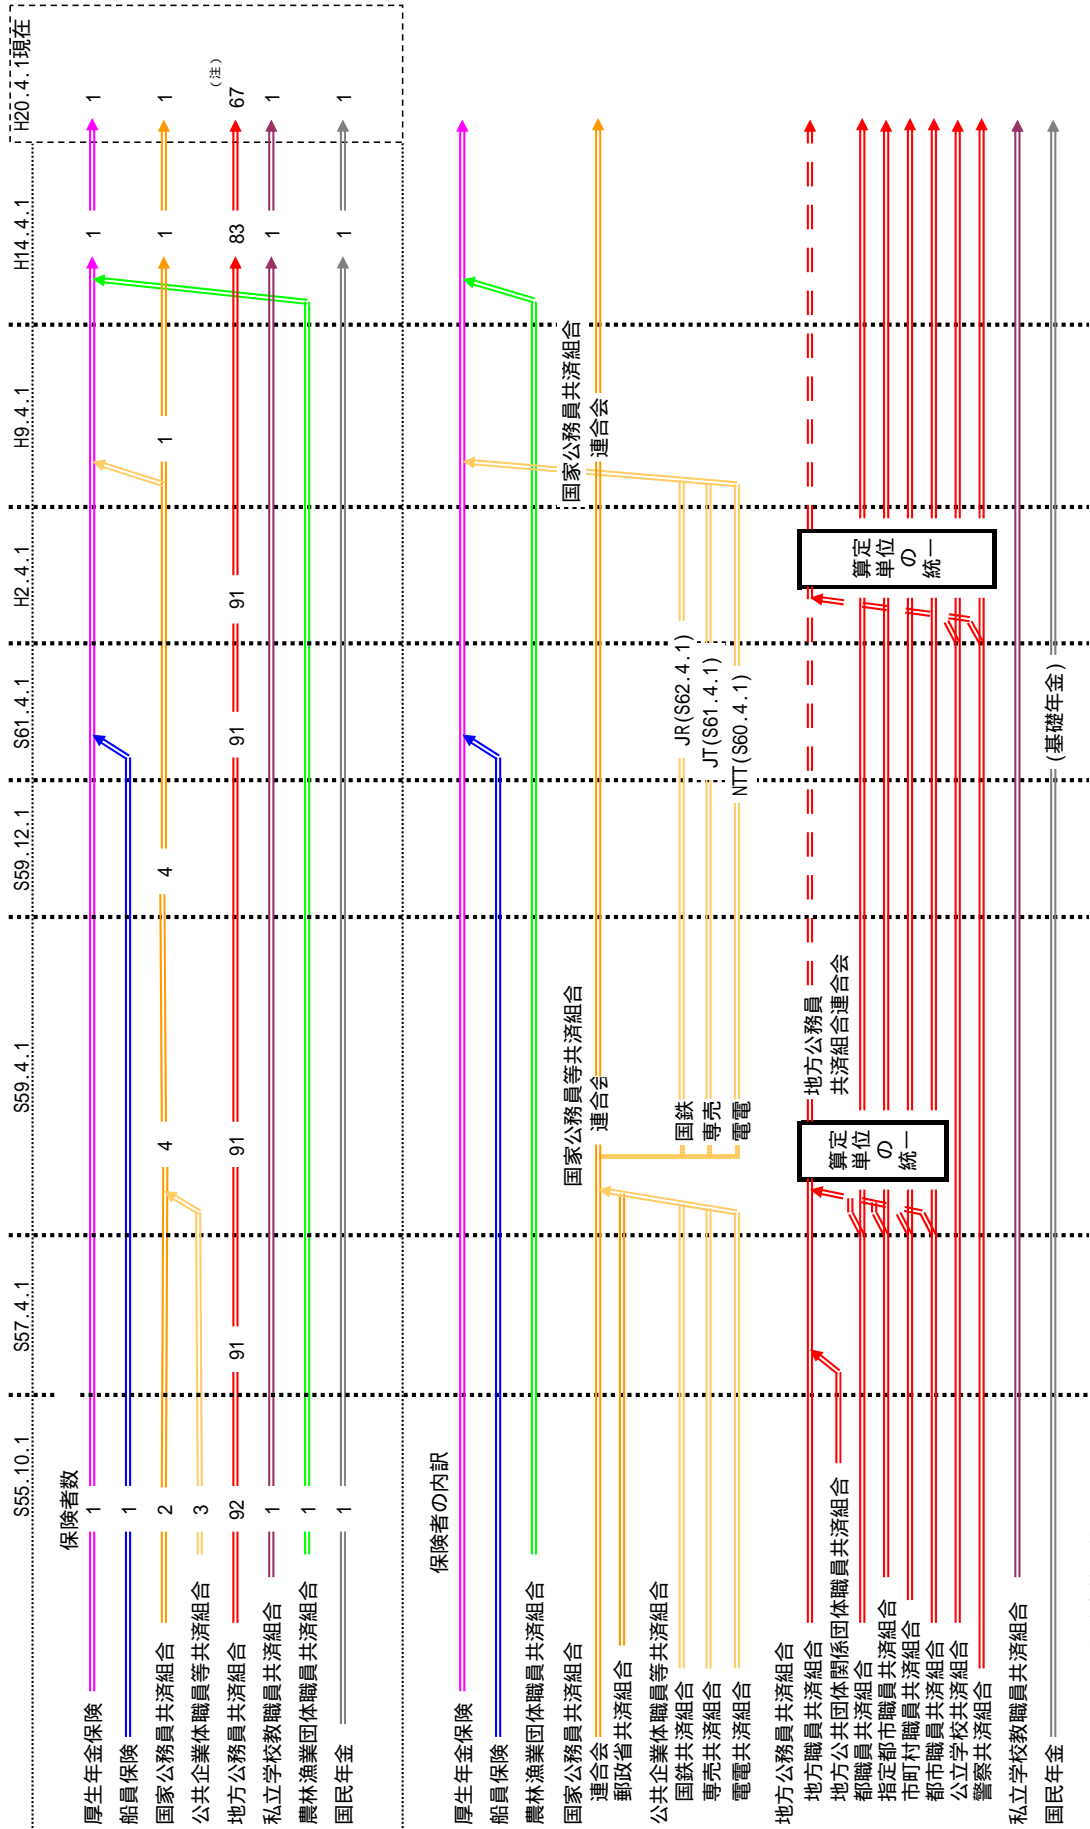 S55.10.1 S57.4.1 S59.4.1 S59.12.1 S61.4.1 H2.4.1 H9.4.1 H14.4.1 H20.4.1現在
保険者数
厚生年金保険 1 1 1
船員保険 1
国家公務員共済組合 2 4 4 1 1 1
公共企業体職員等共済組合 3
(注)
地方公務員共済組合 92 91 91 91 91 83 67
私立学校教職員共済組合 1 1 1
農林漁業団体職員共済組合 1
国民年金 1 1 1
保険者の内訳
厚生年金保険
船員保険
農林漁業団体職員共済組合
国家公務員共済組合 国家公務員等共済組合 国家公務員共済組合
連合会 連合会 連合会
郵政省共済組合
公共企業体職員等共済組合
国鉄共済組合 国鉄 JR(S62.4.1)
専売共済組合 専売 JT(S61.4.1)
電電共済組合 電電 NTT(S60.4.1)
地方公務員共済組合
地方職員共済組合 地方公務員
地方公共団体関係団体職員共済組合 共済組合連合会
都職員共済組合
指定都市職員共済組合
市町村職員共済組合
都市職員共済組合
公立学校共済組合
警察共済組合
算定
単位
の
統一
算定
単位
の
統一
私立学校教職員共済組合
国民年金 (基礎年金)